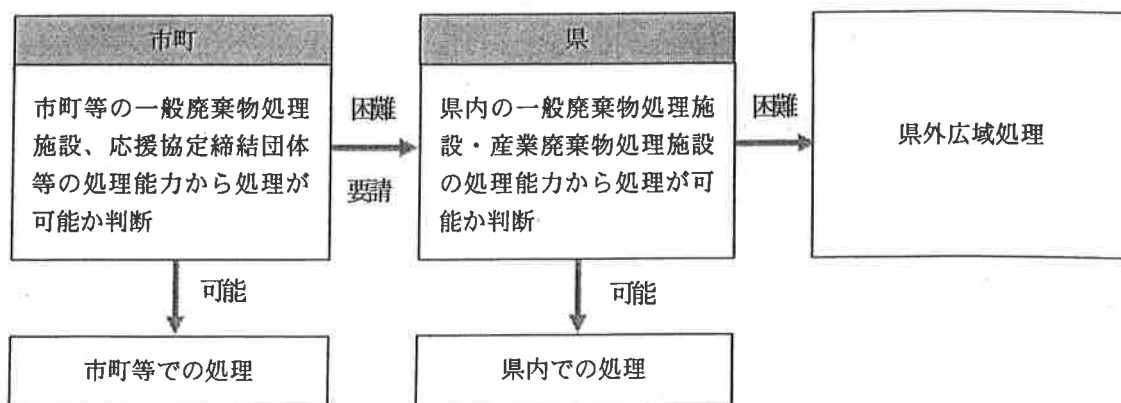 市町
市町等の一般廃棄物処理
施設、応援協定締結団体
等の処理能力から処理が
可能か判断
困難
要請
県
県内の一般廃棄物処理施
設・産業廃棄物処理施設
の処理能力から処理が可
能か判断
困難
県外広域処理
可能
可能
市町等での処理
県内での処理